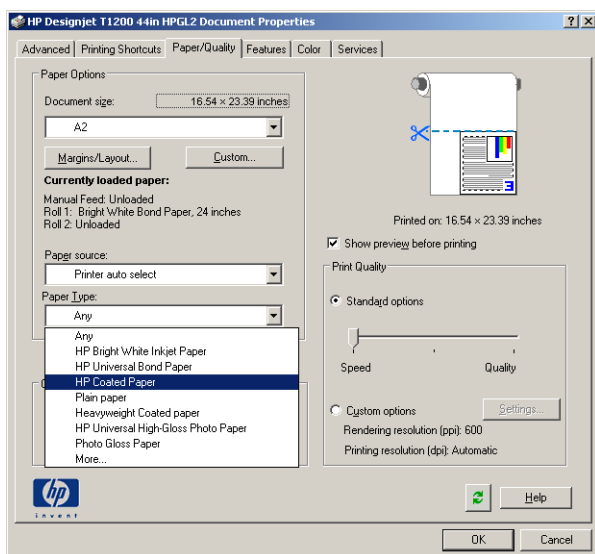 HP Designjet T1200 44in HPGL2 Document Properties
Advanced Printing Shortcuts Paper/Quality Features Color Services
Paper Options
Document size: 16.54 × 23.39 inches
A2
Margins/Layout... Custom...
Currently loaded paper:
Manual Feed: Unloaded
Roll 1: Bright White Bond Paper, 24 inches
Roll 2: Unloaded
Paper source:
Printer auto select
Paper Type:
Any
Any
HP Bright White Inkjet Paper
HP Universal Bond Paper
HP Coated Paper
Plain paper
Heavyweight Coated paper
HP Universal High-Gloss Photo Paper
Photo Gloss Paper
More...
3
Printed on: 16.54 × 23.39 inches
Show preview before printing
Print Quality
Standard options
Speed Quality
Custom options Settings...
Rendering resolution (ppi): 600
Printing resolution (dpi): Automatic
hp
invent
Help
OK Cancel